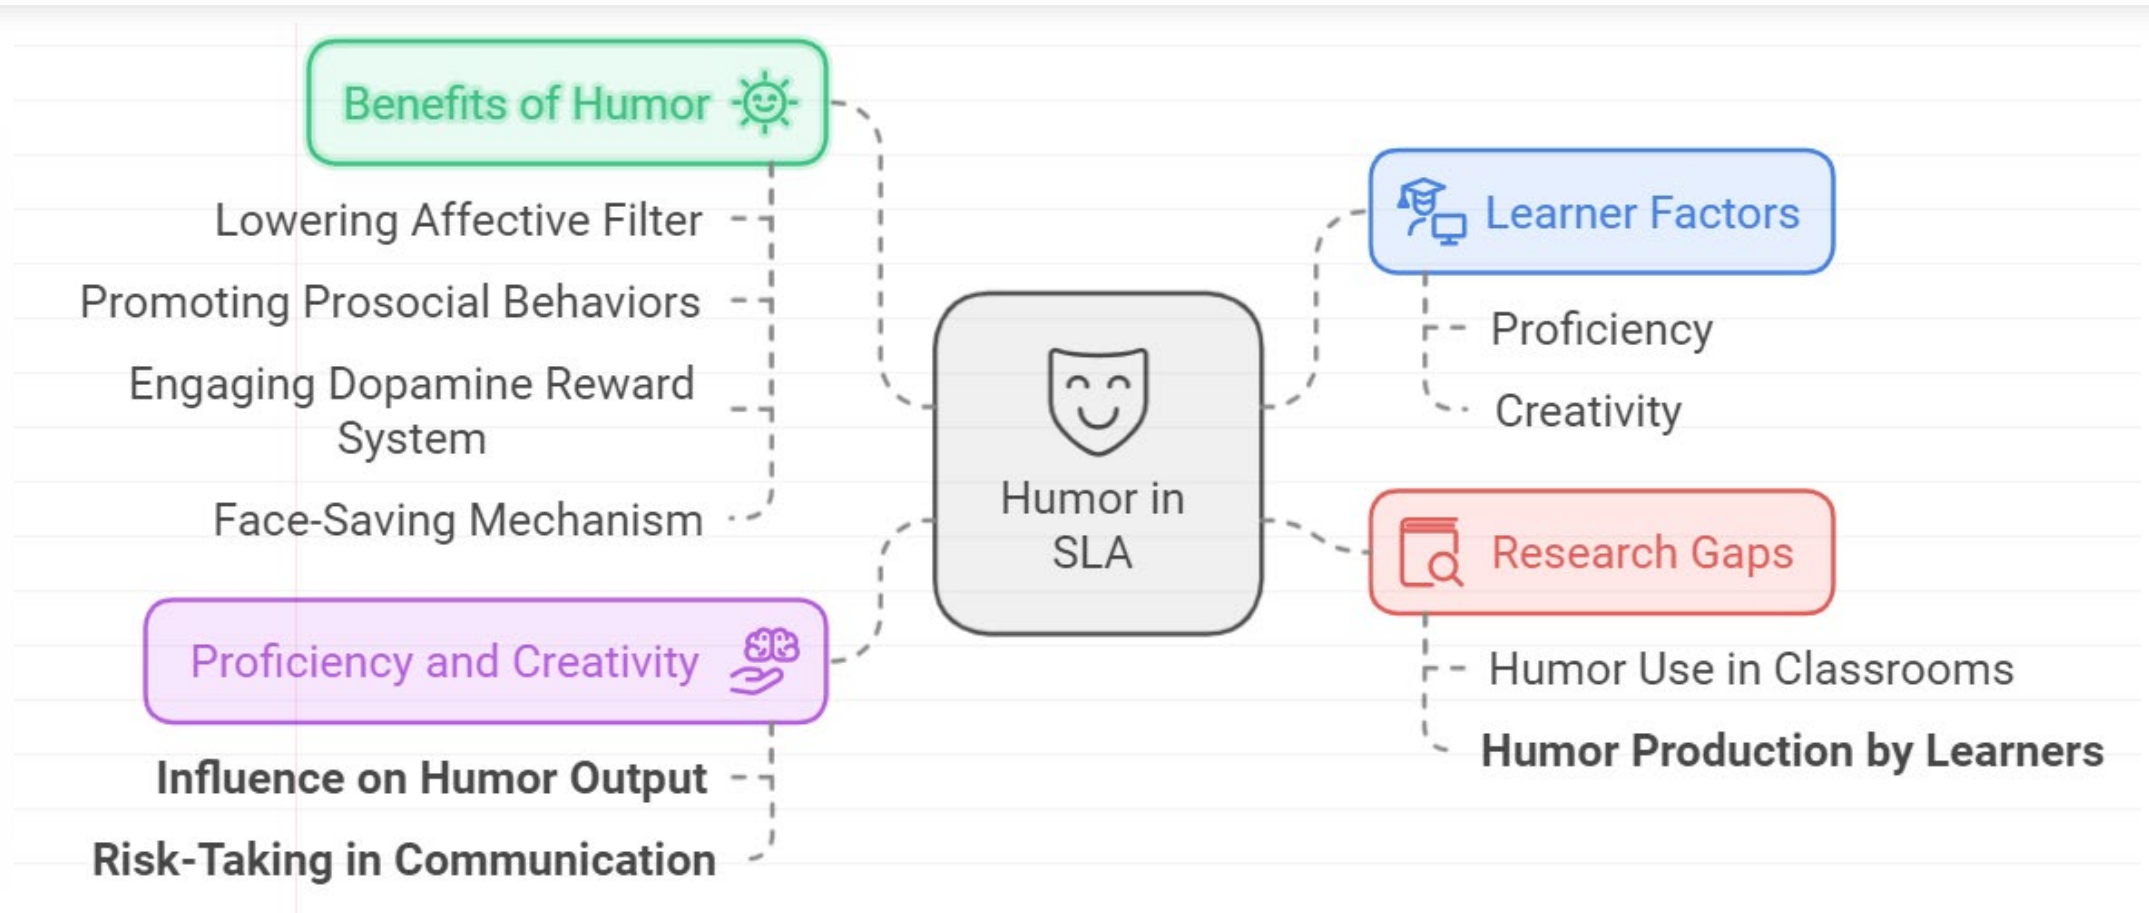 Benefits of Humor
Lowering Affective Filter
Promoting Prosocial Behaviors
Engaging Dopamine Reward
System
Face-Saving Mechanism
Proficiency and Creativity
Influence on Humor Output
Risk-Taking in Communication
Humor in
SLA
Learner Factors
Proficiency
Creativity
Research Gaps
Humor Use in Classrooms
Humor Production by Learners